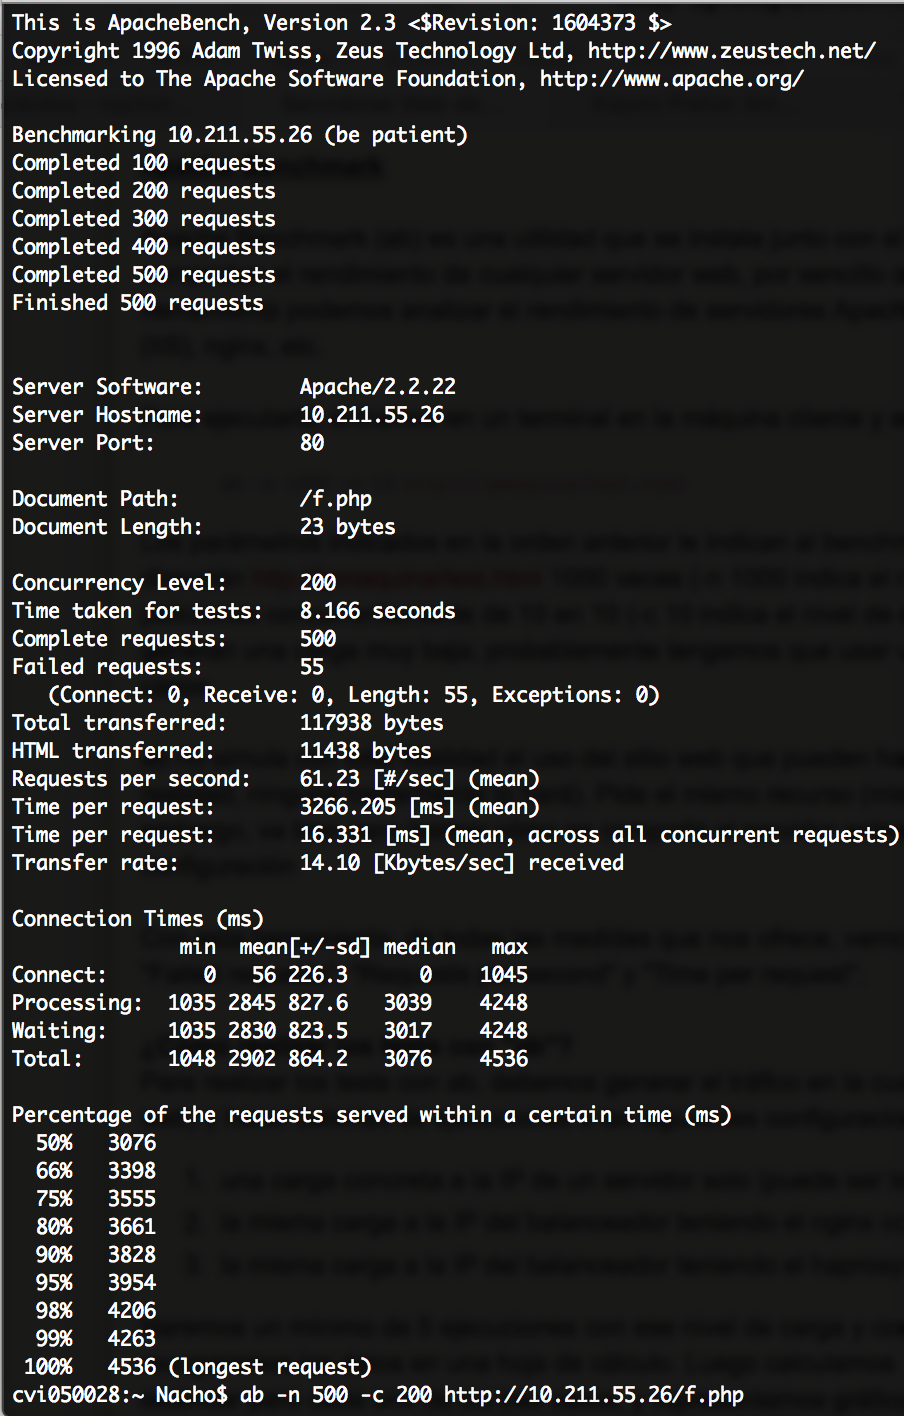 This is ApacheBench, Version 2.3 <$Revision: 1604373 $>
Copyright 1996 Adam Twiss, Zeus Technology Ltd, http://www.zeustech.net/
Licensed to The Apache Software Foundation, http://www.apache.org/

Benchmarking 10.211.55.26 (be patient)
Completed 100 requests
Completed 200 requests
Completed 300 requests
Completed 400 requests
Completed 500 requests
Finished 500 requests

Server Software:        Apache/2.2.22
Server Hostname:        10.211.55.26
Server Port:            80

Document Path:          /f.php
Document Length:        23 bytes

Concurrency Level:      200
Time taken for tests:   8.166 seconds
Complete requests:      500
Failed requests:        55
   (Connect: 0, Receive: 0, Length: 55, Exceptions: 0)
Total transferred:      117938 bytes
HTML transferred:       11438 bytes
Requests per second:    61.23 [#/sec] (mean)
Time per request:       3266.205 [ms] (mean)
Time per request:       16.331 [ms] (mean, across all concurrent requests)
Transfer rate:          14.10 [Kbytes/sec] received

Connection Times (ms)
              min  mean[+/-sd] median   max
Connect:        0   56 226.3      0    1045
Processing:  1035 2845 827.6   3039    4248
Waiting:     1035 2830 823.5   3017    4248
Total:       1048 2902 864.2   3076    4536

Percentage of the requests served within a certain time (ms)
  50%   3076
  66%   3398
  75%   3555
  80%   3661
  90%   3828
  95%   3954
  98%   4206
  99%   4263
 100%   4536 (longest request)
cvi050028:~ Nacho$ ab -n 500 -c 200 http://10.211.55.26/f.php